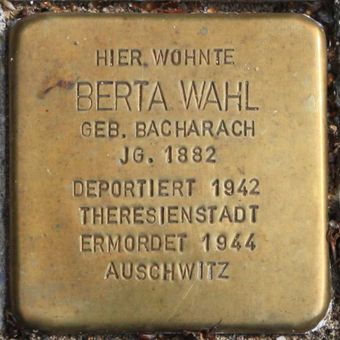 HIER WOHNTE
BERTA WAHL
GEB. BACHARACH
JG. 1882
DEPORTIERT 1942
THERESIENSTADT
ERMORDET 1944
AUSCHWITZ